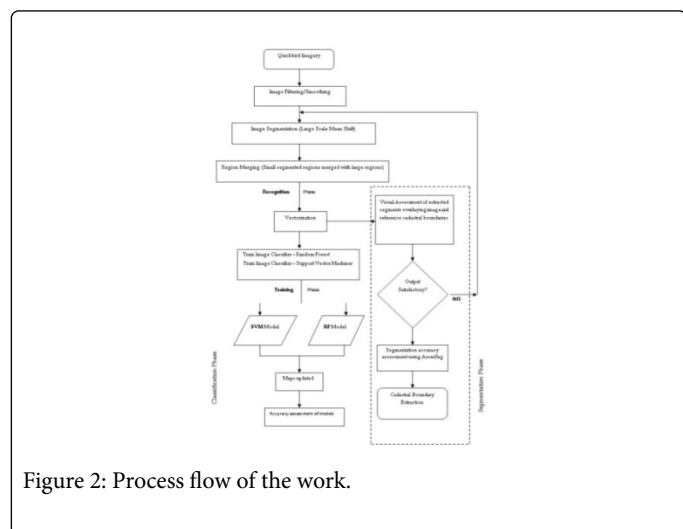 Quickbird Imagery
Image Filtering/Smoothing
Image Segmentation (Large Scale Mean Shift)
Region Merging (Small segmented regions merged with large regions)
Recognition Phase
Vectorization
Visual Assessment of extracted
segments overlaying image and
reference cadastral boundaries
Train Image Classifier – Random Forest
Train Image Classifier – Support Vector Machines
Training Phase
Output
Satisfactory?
NO
SVM Model
RF Model
Segmentation accuracy
assessment using AssesSeg
Maps updated
Cadastral Boundary
Extraction
Accuracy assessment of models
Classification Phase
Segmentation Phase
Figure 2: Process flow of the work.